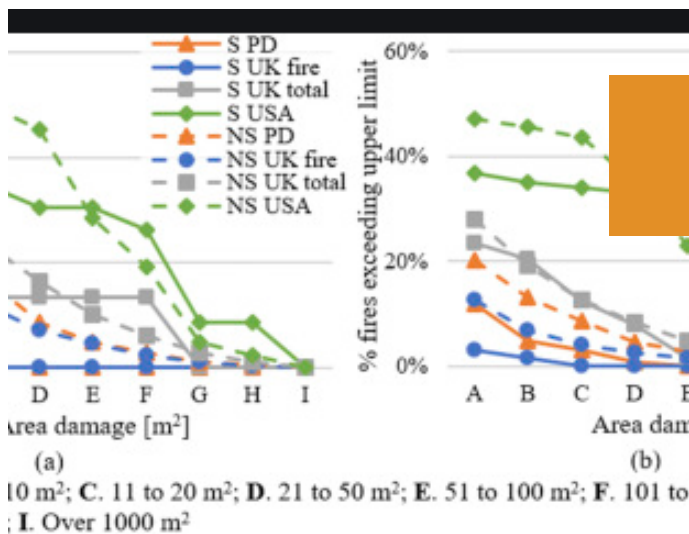 S PD
S UK fire
S UK total
S USA
NS PD
NS UK fire
NS UK total
NS USA
D E F G H I
Area damage [m²]
(a)
% fires exceeding upper limit
60%
40%
20%
0%
A B C D E
Area dam
(b)
10 m²; C. 11 to 20 m²; D. 21 to 50 m²; E. 51 to 100 m²; F. 101 to
; I. Over 1000 m²